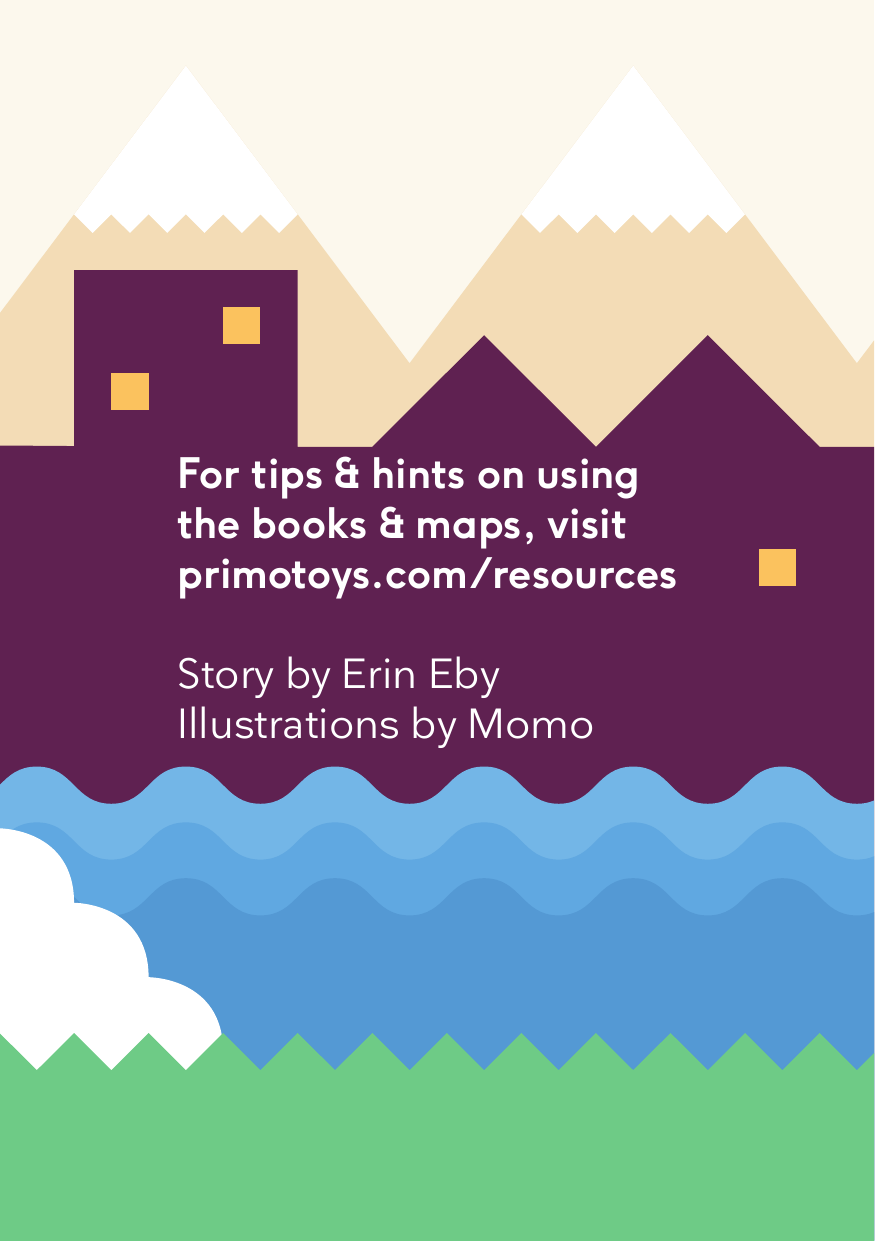 For tips & hints on using
the books & maps, visit
primotoys.com/resources
Story by Erin Eby
Illustrations by Momo